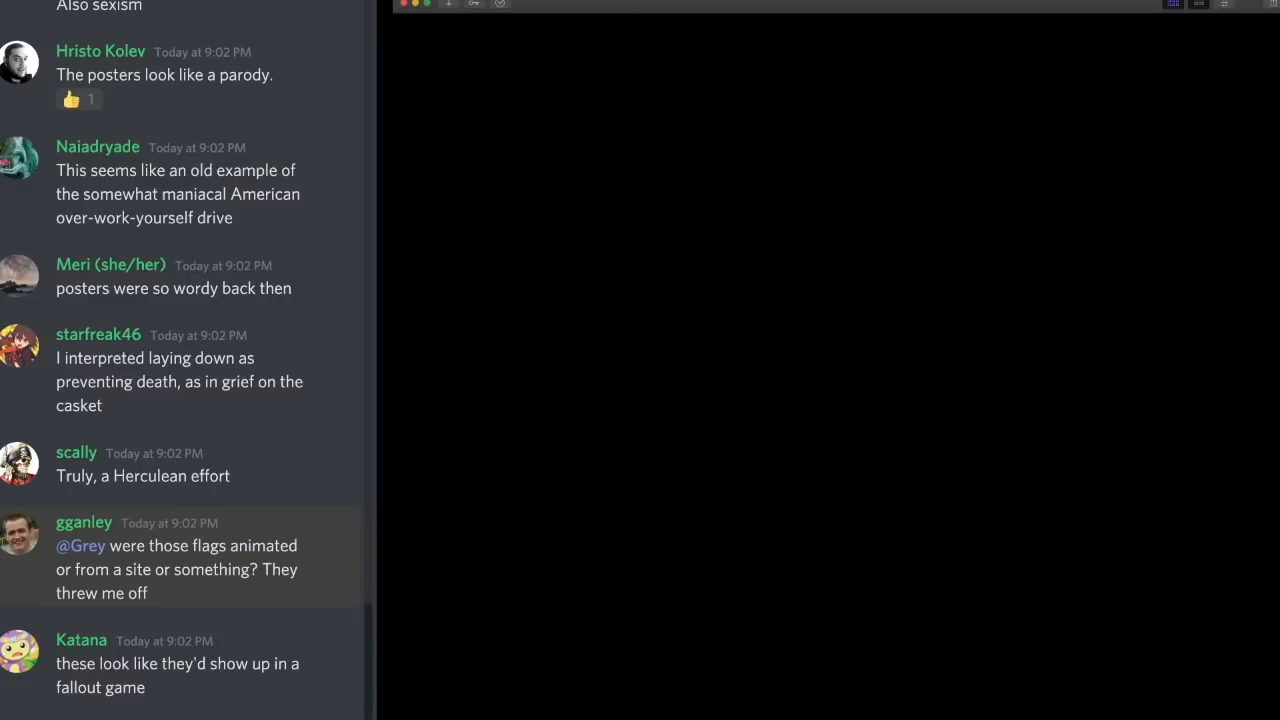 Also sexism
Hristo Kolev Today at 9:02 PM
The posters look like a parody.
👍 1
Naiadryade Today at 9:02 PM
This seems like an old example of
the somewhat maniacal American
over-work-yourself drive
Meri (she/her) Today at 9:02 PM
posters were so wordy back then
starfreak46 Today at 9:02 PM
I interpreted laying down as
preventing death, as in grief on the
casket
scally Today at 9:02 PM
Truly, a Herculean effort
gganley Today at 9:02 PM
@Grey were those flags animated
or from a site or something? They
threw me off
Katana Today at 9:02 PM
these look like they'd show up in a
fallout game